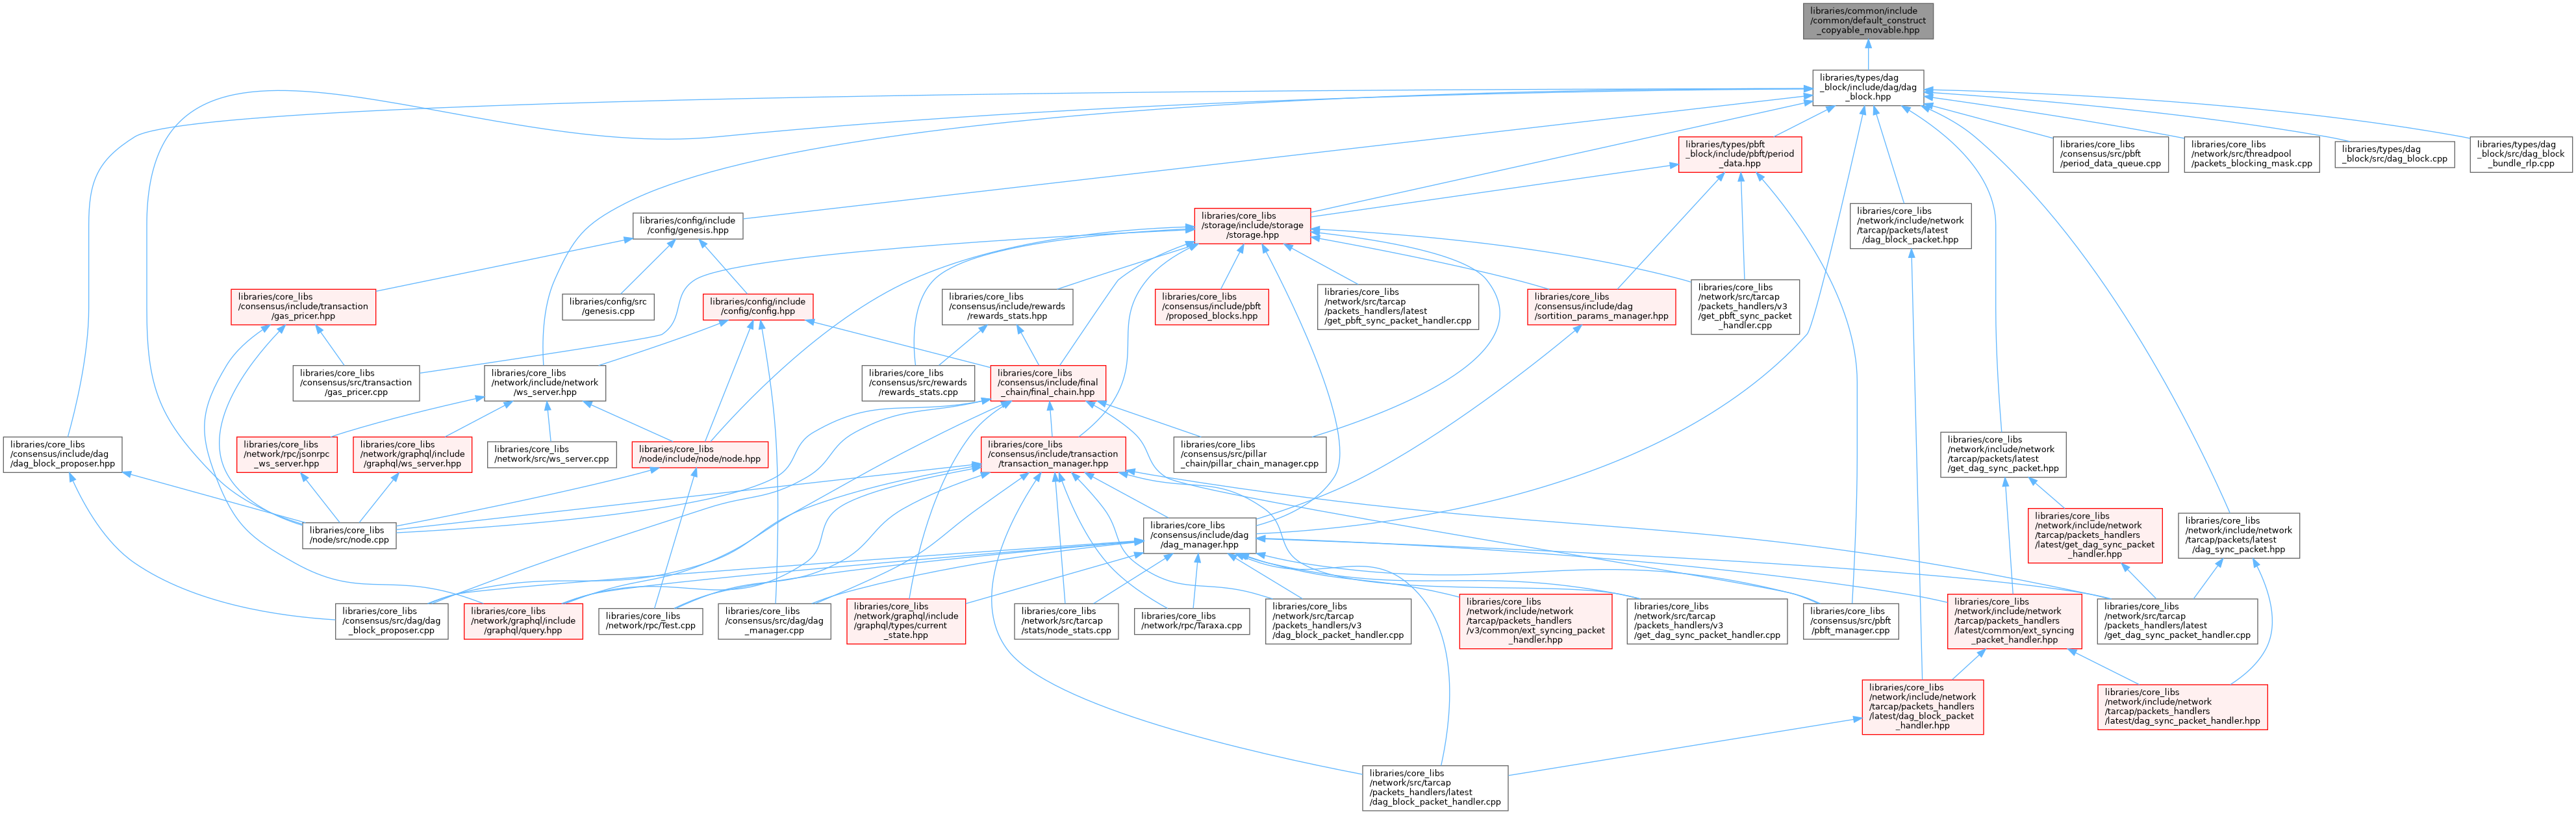 libraries/common/include
/common/default_construct
_copyable_movable.hpp
libraries/types/dag
_block/include/dag/dag
_block.hpp
libraries/types/pbft
_block/include/pbft/period
_data.hpp
libraries/core_libs
/consensus/src/pbft
/period_data_queue.cpp
libraries/core_libs
/network/src/threadpool
/packets_blocking_mask.cpp
libraries/types/dag
_block/src/dag_block.cpp
libraries/types/dag
_block/src/dag_block
_bundle_rlp.cpp
libraries/config/include
/config/genesis.hpp
libraries/core_libs
/storage/include/storage
/storage.hpp
libraries/core_libs
/network/include/network
/tarcap/packets/latest
/dag_block_packet.hpp
libraries/core_libs
/consensus/include/transaction
/gas_pricer.hpp
libraries/config/src
/genesis.cpp
libraries/config/include
/config/config.hpp
libraries/core_libs
/consensus/include/rewards
/rewards_stats.hpp
libraries/core_libs
/consensus/include/pbft
/proposed_blocks.hpp
libraries/core_libs
/network/src/tarcap
/packets_handlers/latest
/get_pbft_sync_packet_handler.cpp
libraries/core_libs
/consensus/include/dag
/sortition_params_manager.hpp
libraries/core_libs
/network/src/tarcap
/packets_handlers/v3
/get_pbft_sync_packet
_handler.cpp
libraries/core_libs
/consensus/src/transaction
/gas_pricer.cpp
libraries/core_libs
/network/include/network
/ws_server.hpp
libraries/core_libs
/consensus/src/rewards
/rewards_stats.cpp
libraries/core_libs
/consensus/include/final
_chain/final_chain.hpp
libraries/core_libs
/consensus/include/dag
/dag_block_proposer.hpp
libraries/core_libs
/network/rpc/jsonrpc
_ws_server.hpp
libraries/core_libs
/network/graphql/include
/graphql/ws_server.hpp
libraries/core_libs
/network/src/ws_server.cpp
libraries/core_libs
/node/include/node/node.hpp
libraries/core_libs
/consensus/include/transaction
/transaction_manager.hpp
libraries/core_libs
/consensus/src/pillar
_chain/pillar_chain_manager.cpp
libraries/core_libs
/network/include/network
/tarcap/packets/latest
/get_dag_sync_packet.hpp
libraries/core_libs
/node/src/node.cpp
libraries/core_libs
/consensus/include/dag
/dag_manager.hpp
libraries/core_libs
/network/include/network
/tarcap/packets_handlers
/latest/get_dag_sync_packet
_handler.hpp
libraries/core_libs
/network/include/network
/tarcap/packets/latest
/dag_sync_packet.hpp
libraries/core_libs
/consensus/src/dag/dag
_block_proposer.cpp
libraries/core_libs
/network/graphql/include
/graphql/query.hpp
libraries/core_libs
/network/rpc/Test.cpp
libraries/core_libs
/consensus/src/dag/dag
_manager.cpp
libraries/core_libs
/network/graphql/include
/graphql/types/current
_state.hpp
libraries/core_libs
/network/src/tarcap
/stats/node_stats.cpp
libraries/core_libs
/network/rpc/Taraxa.cpp
libraries/core_libs
/network/src/tarcap
/packets_handlers/v3
/dag_block_packet_handler.cpp
libraries/core_libs
/network/include/network
/tarcap/packets_handlers
/v3/common/ext_syncing_packet
_handler.hpp
libraries/core_libs
/network/src/tarcap
/packets_handlers/v3
/get_dag_sync_packet_handler.cpp
libraries/core_libs
/consensus/src/pbft
/pbft_manager.cpp
libraries/core_libs
/network/include/network
/tarcap/packets_handlers
/latest/common/ext_syncing
_packet_handler.hpp
libraries/core_libs
/network/src/tarcap
/packets_handlers/latest
/get_dag_sync_packet_handler.cpp
libraries/core_libs
/network/include/network
/tarcap/packets_handlers
/latest/dag_block_packet
_handler.hpp
libraries/core_libs
/network/include/network
/tarcap/packets_handlers
/latest/dag_sync_packet_handler.hpp
libraries/core_libs
/network/src/tarcap
/packets_handlers/latest
/dag_block_packet_handler.cpp